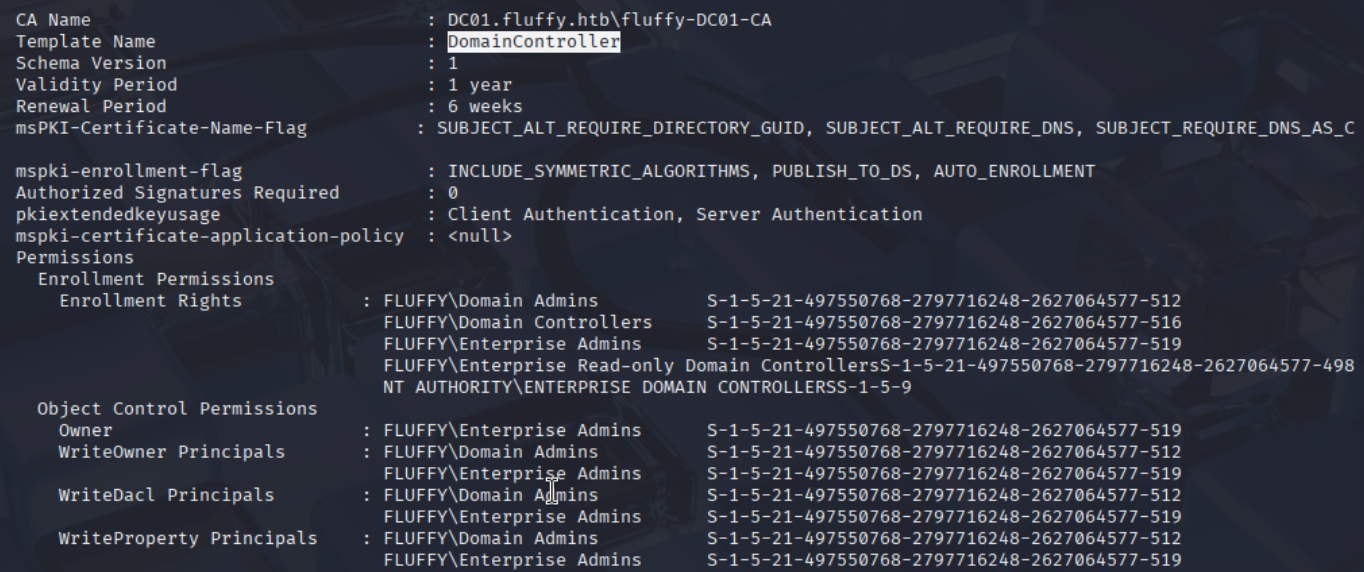 CA Name : DC01.fluffy.htb\fluffy-DC01-CA
Template Name : DomainController
Schema Version : 1
Validity Period : 1 year
Renewal Period : 6 weeks
msPKI-Certificate-Name-Flag : SUBJECT_ALT_REQUIRE_DIRECTORY_GUID, SUBJECT_ALT_REQUIRE_DNS, SUBJECT_REQUIRE_DNS_AS_C
mspki-enrollment-flag : INCLUDE_SYMMETRIC_ALGORITHMS, PUBLISH_TO_DS, AUTO_ENROLLMENT
Authorized Signatures Required : 0
pkiextendedkeyusage : Client Authentication, Server Authentication
mspki-certificate-application-policy : <null>
Permissions
Enrollment Permissions
Enrollment Rights : FLUFFY\Domain Admins S-1-5-21-497550768-2797716248-2627064577-512
FLUFFY\Domain Controllers S-1-5-21-497550768-2797716248-2627064577-516
FLUFFY\Enterprise Admins S-1-5-21-497550768-2797716248-2627064577-519
FLUFFY\Enterprise Read-only Domain ControllersS-1-5-21-497550768-2797716248-2627064577-498
NT AUTHORITY\ENTERPRISE DOMAIN CONTROLLERSS-1-5-9
Object Control Permissions
Owner : FLUFFY\Enterprise Admins S-1-5-21-497550768-2797716248-2627064577-519
WriteOwner Principals : FLUFFY\Domain Admins S-1-5-21-497550768-2797716248-2627064577-512
FLUFFY\Enterprise Admins S-1-5-21-497550768-2797716248-2627064577-519
WriteDacl Principals : FLUFFY\Domain Admins S-1-5-21-497550768-2797716248-2627064577-512
FLUFFY\Enterprise Admins S-1-5-21-497550768-2797716248-2627064577-519
WriteProperty Principals : FLUFFY\Domain Admins S-1-5-21-497550768-2797716248-2627064577-512
FLUFFY\Enterprise Admins S-1-5-21-497550768-2797716248-2627064577-519